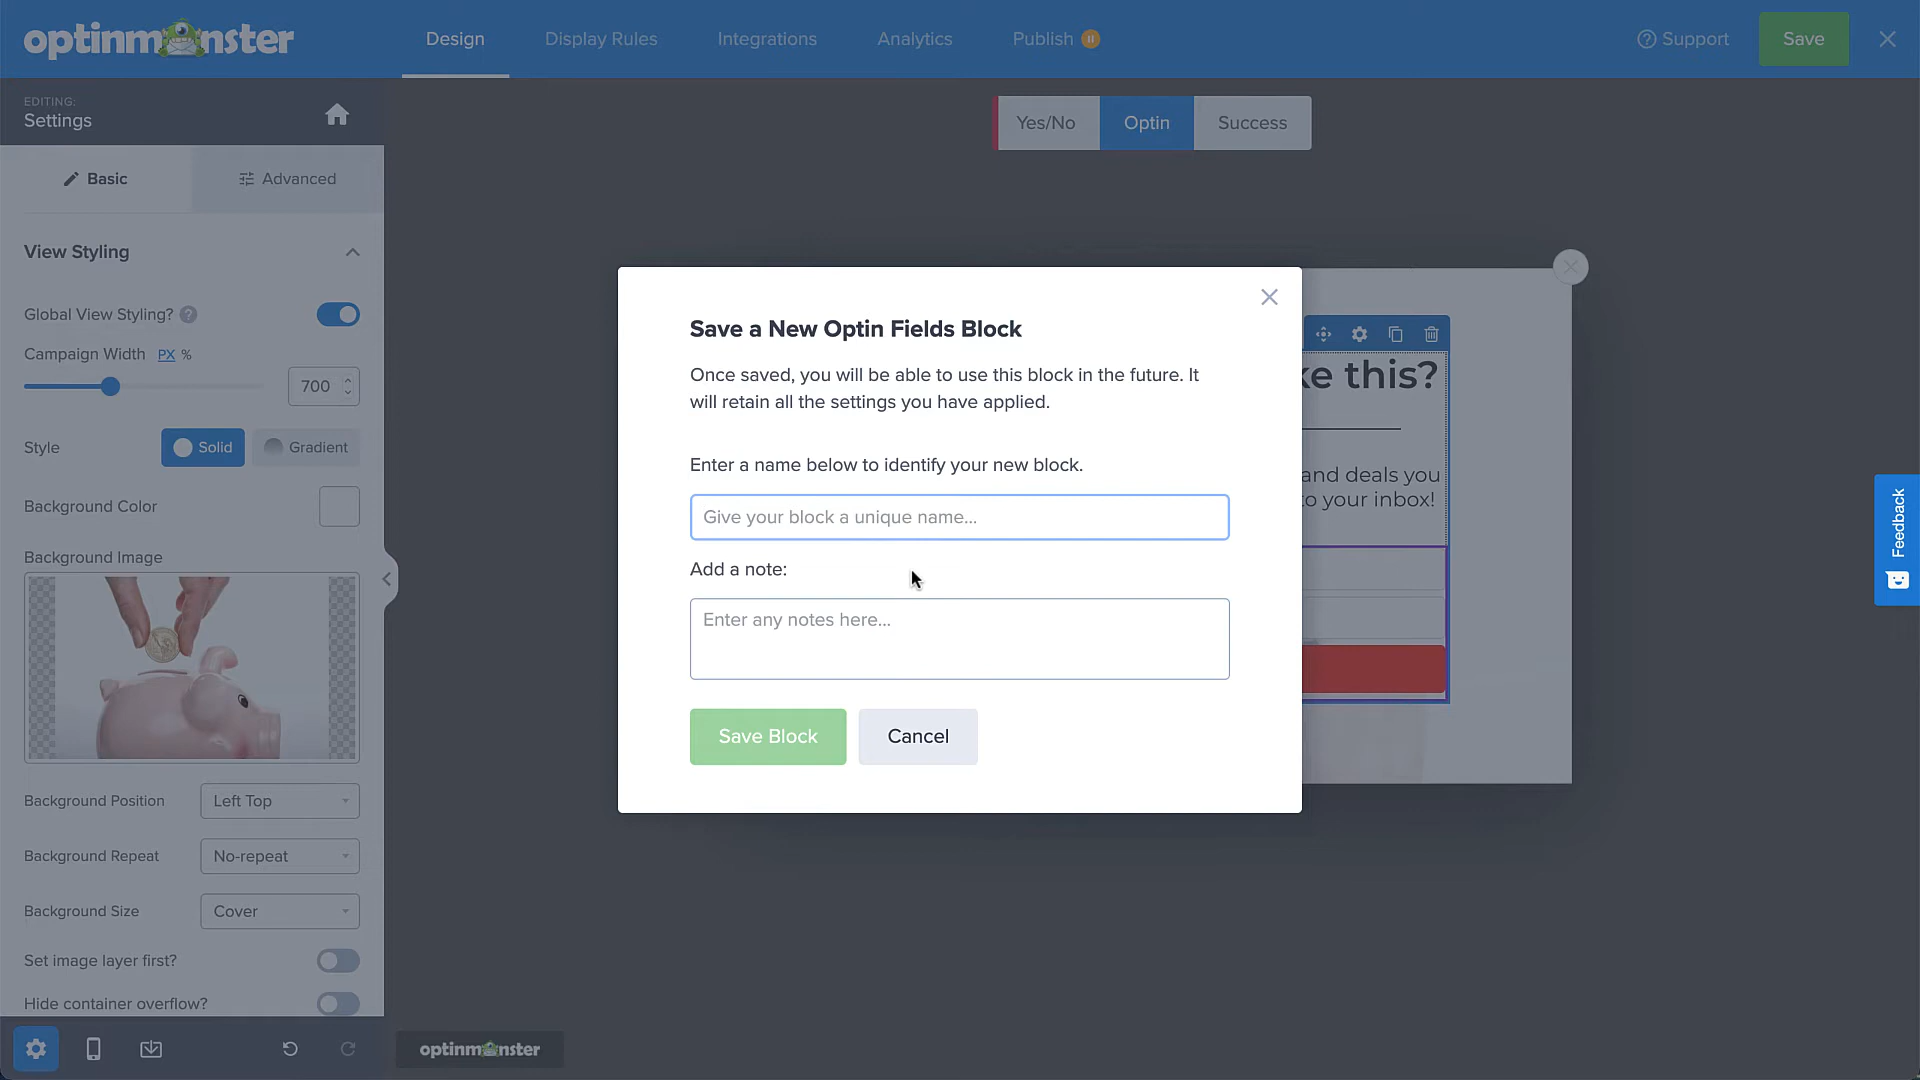 optinmonster
Design
Display Rules
Integrations
Analytics
Publish
Support
Save
EDITING:
Settings
Yes/No
Optin
Success
Basic
Advanced
View Styling
Global View Styling?
Campaign Width PX %
700
Style
Solid
Gradient
Background Color
Background Image
Background Position
Left Top
Background Repeat
No-repeat
Background Size
Cover
Set image layer first?
Hide container overflow?
Save a New Optin Fields Block
Once saved, you will be able to use this block in the future. It
will retain all the settings you have applied.
Enter a name below to identify your new block.
Give your block a unique name...
Add a note:
Enter any notes here...
Save Block
Cancel
ke this?
and deals you
o your inbox!
Feedback
optinmonster